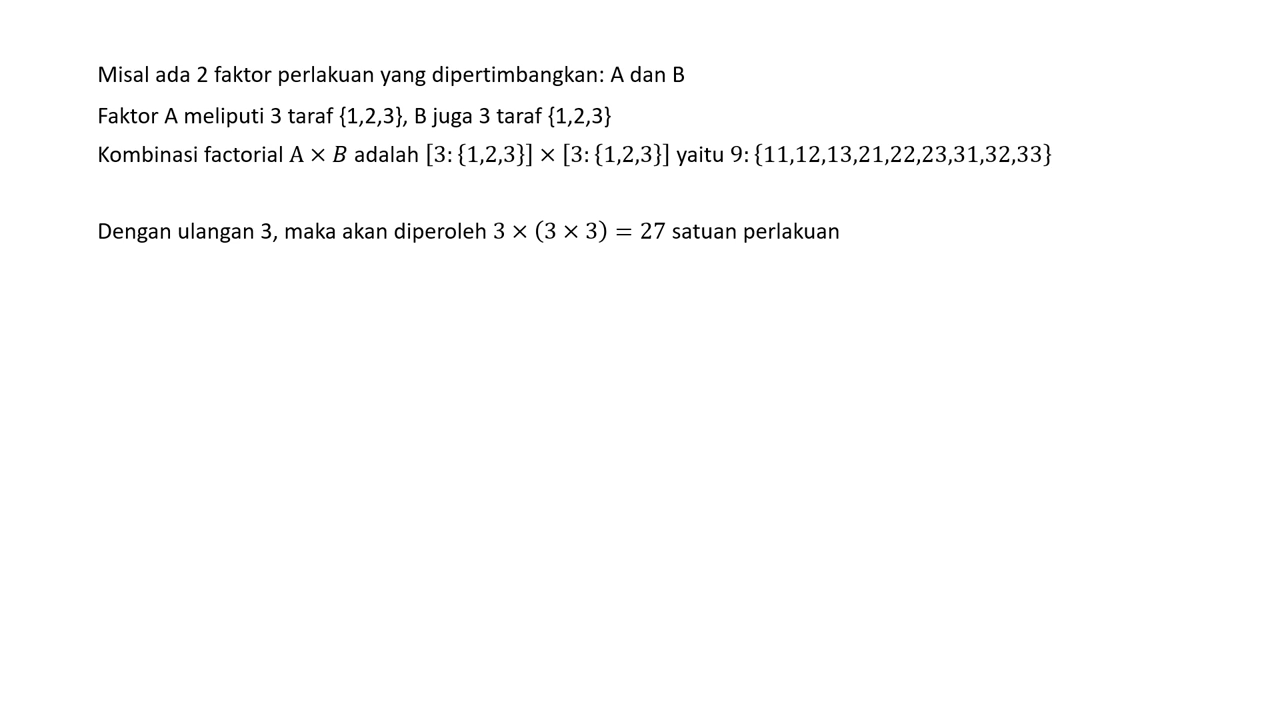 Misal ada 2 faktor perlakuan yang dipertimbangkan: A dan B
Faktor A meliputi 3 taraf {1,2,3}, B juga 3 taraf {1,2,3}
Kombinasi factorial A × B adalah [3: {1,2,3}] × [3: {1,2,3}] yaitu 9: {11,12,13,21,22,23,31,32,33}
Dengan ulangan 3, maka akan diperoleh 3 × (3 × 3) = 27 satuan perlakuan